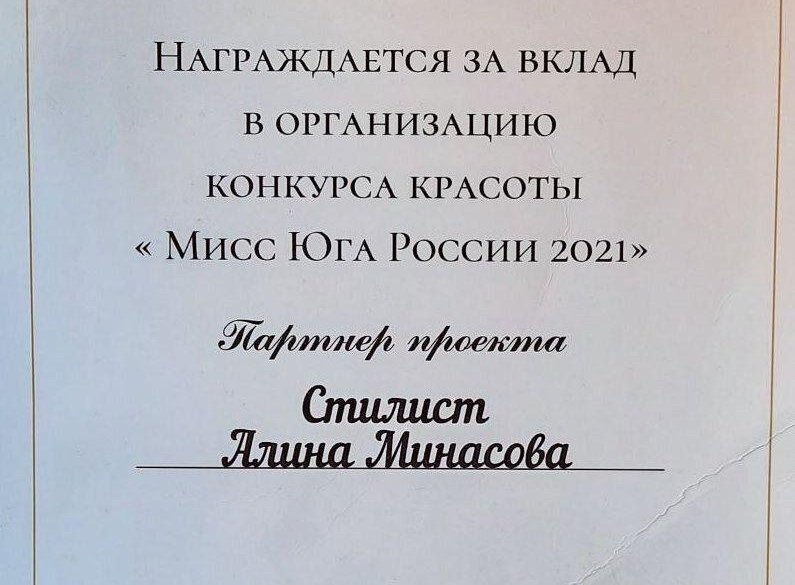 Награждается за вклад
в организацию
конкурса красоты
« Мисс Юга России 2021»
Партнер проекта
Стилист
Алина Минасова